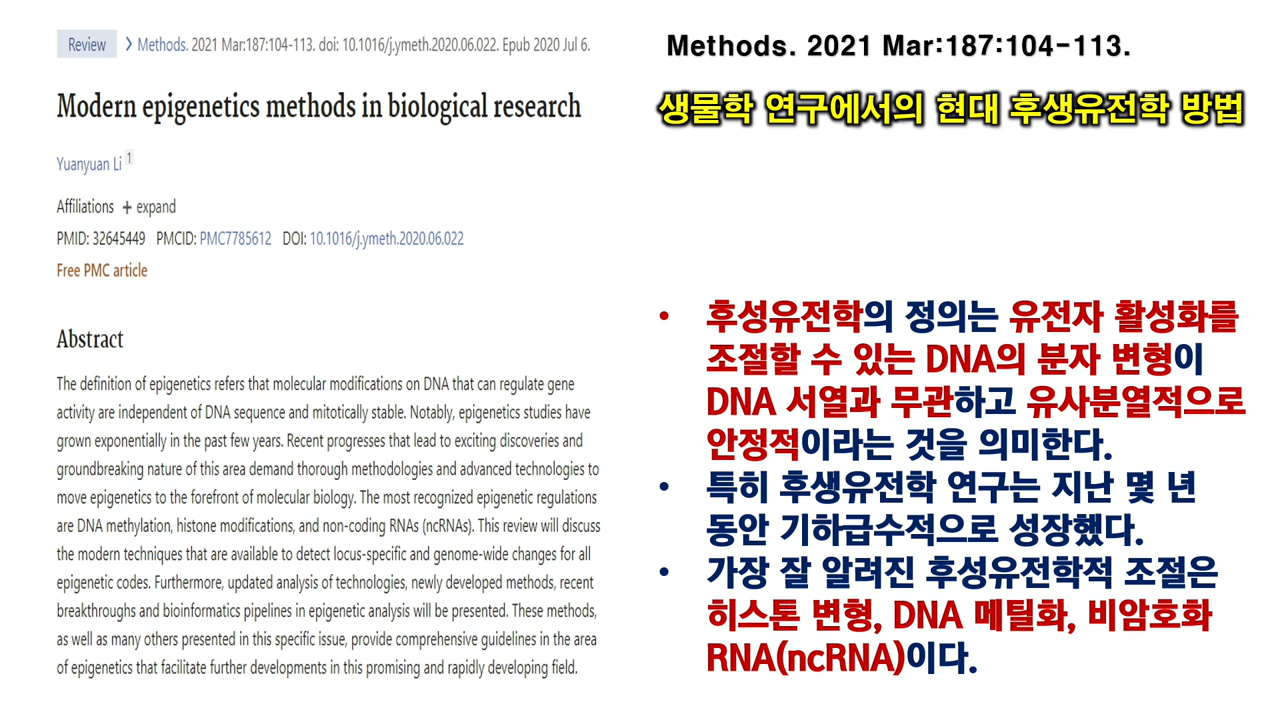 Review > Methods. 2021 Mar:187:104-113. doi: 10.1016/j.ymeth.2020.06.022. Epub 2020 Jul 6.
Modern epigenetics methods in biological research
Yuanyuan Li 1
Affiliations + expand
PMID: 32645449 PMCID: PMC7785612 DOI: 10.1016/j.ymeth.2020.06.022
Free PMC article
Abstract
The definition of epigenetics refers that molecular modifications on DNA that can regulate gene
activity are independent of DNA sequence and mitotically stable. Notably, epigenetics studies have
grown exponentially in the past few years. Recent progresses that lead to exciting discoveries and
groundbreaking nature of this area demand thorough methodologies and advanced technologies to
move epigenetics to the forefront of molecular biology. The most recognized epigenetic regulations
are DNA methylation, histone modifications, and non-coding RNAs (ncRNAs). This review will discuss
the modern techniques that are available to detect locus-specific and genome-wide changes for all
epigenetic codes. Furthermore, updated analysis of technologies, newly developed methods, recent
breakthroughs and bioinformatics pipelines in epigenetic analysis will be presented. These methods,
as well as many others presented in this specific issue, provide comprehensive guidelines in the area
of epigenetics that facilitate further developments in this promising and rapidly developing field.
Methods. 2021 Mar:187:104-113.
생물학 연구에서의 현대 후생유전학 방법
• 후성유전학의 정의는 유전자 활성화를
조절할 수 있는 DNA의 분자 변형이
DNA 서열과 무관하고 유사분열적으로
안정적이라는 것을 의미한다.
• 특히 후생유전학 연구는 지난 몇 년
동안 기하급수적으로 성장했다.
• 가장 잘 알려진 후성유전학적 조절은
히스톤 변형, DNA 메틸화, 비암호화
RNA(ncRNA)이다.